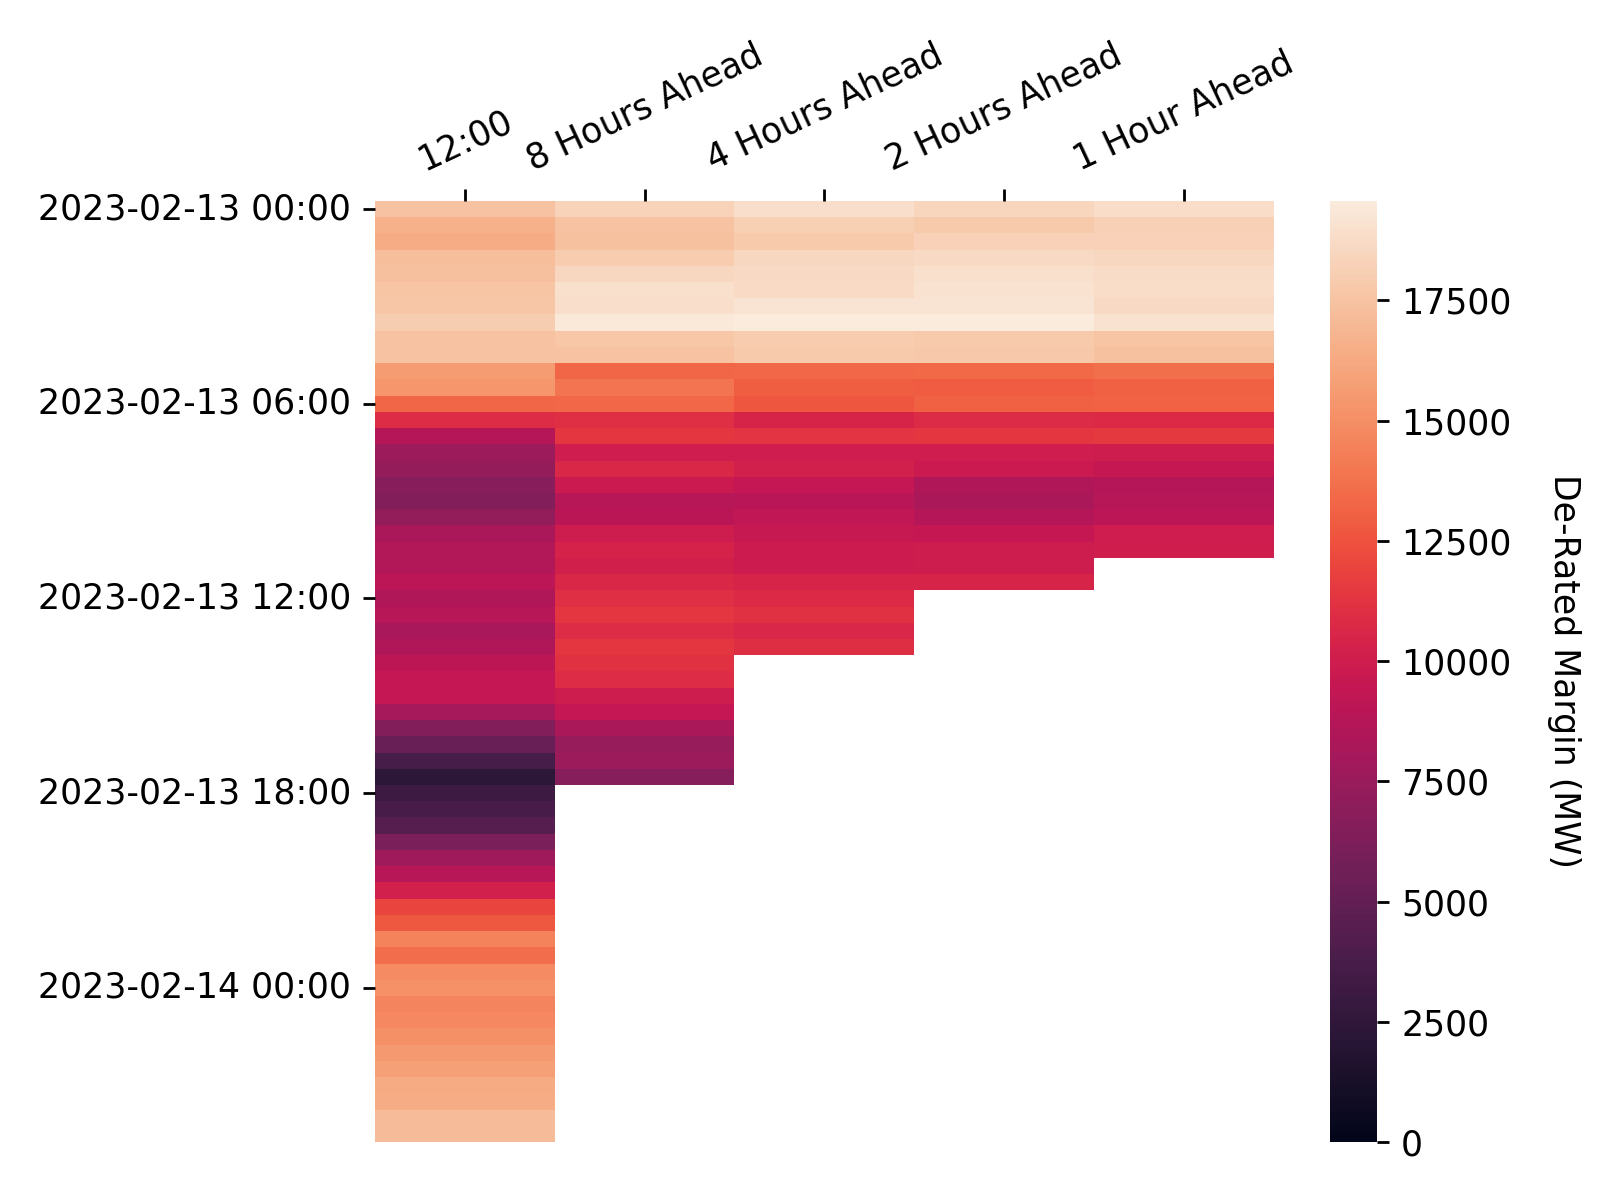 12:00
8 Hours Ahead
4 Hours Ahead
2 Hours Ahead
1 Hour Ahead
2023-02-13 00:00
2023-02-13 06:00
2023-02-13 12:00
2023-02-13 18:00
2023-02-14 00:00
17500
15000
12500
10000
7500
5000
2500
0
De-Rated Margin (MW)